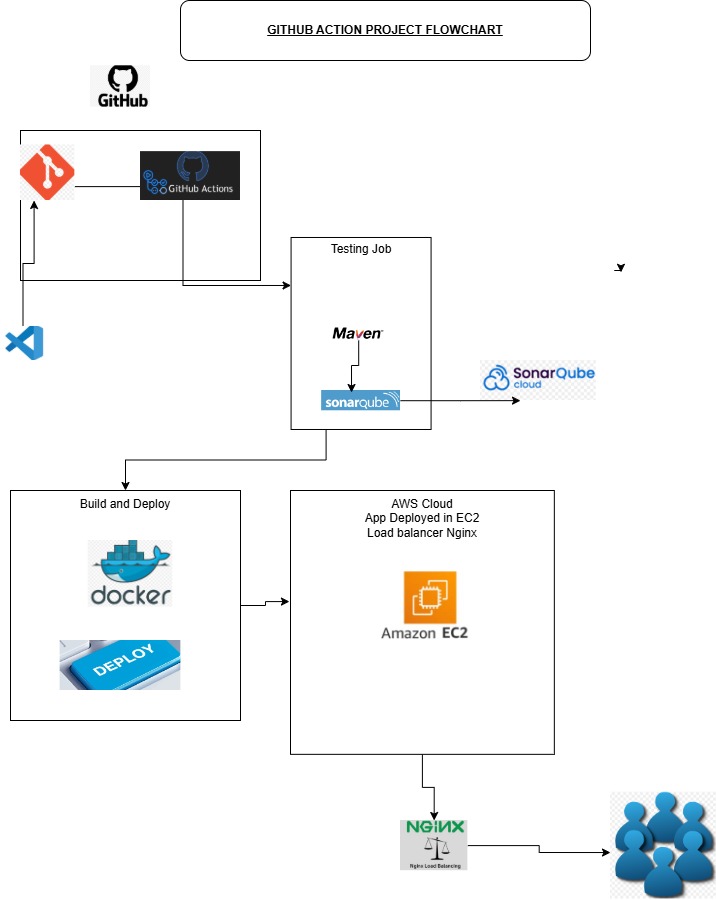 GITHUB ACTION PROJECT FLOWCHART
GitHub
GitHub Actions
Testing Job
Maven
sonarqube
SonarQube
cloud
Build and Deploy
docker
DEPLOY
AWS Cloud
App Deployed in EC2
Load balancer Nginx
Amazon EC2
NGINX
Nginx Load Balancing